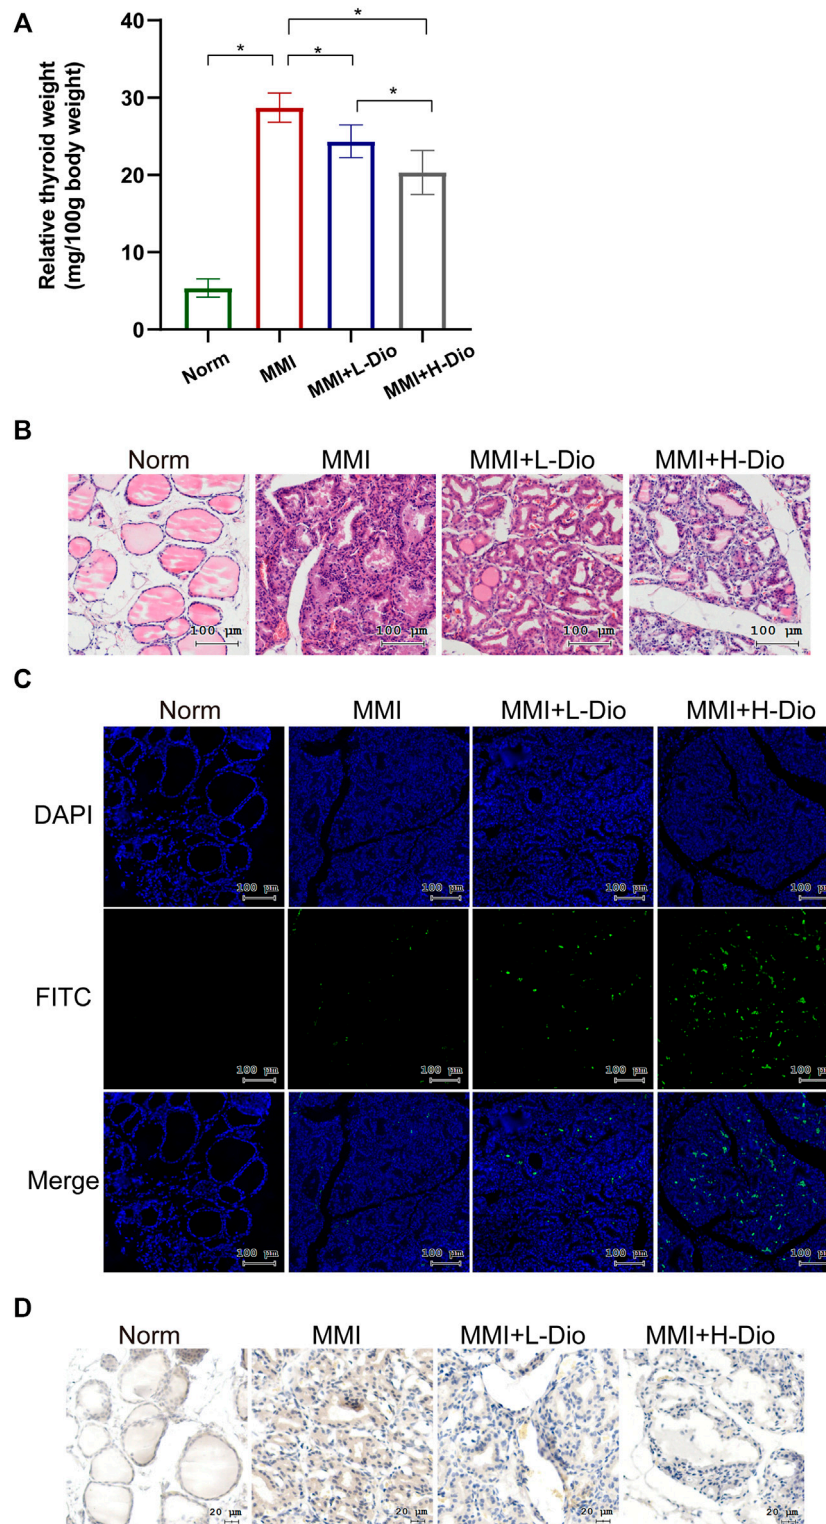 A
Relative thyroid weight
(mg/100g body weight)
40
30
20
10
0
*
*
*
*
Norm
MMI
MMI+L-Dio
MMI+H-Dio
B
Norm MMI MMI+L-Dio MMI+H-Dio
100 μm 100 μm 100 μm 100 μm
C
Norm MMI MMI+L-Dio MMI+H-Dio
DAPI
100 μm 100 μm 100 μm 100 μm
FITC
100 μm 100 μm 100 μm 100 μm
Merge
100 μm 100 μm 100 μm 100 μm
D
Norm MMI MMI+L-Dio MMI+H-Dio
20 μm 20 μm 20 μm 20 μm